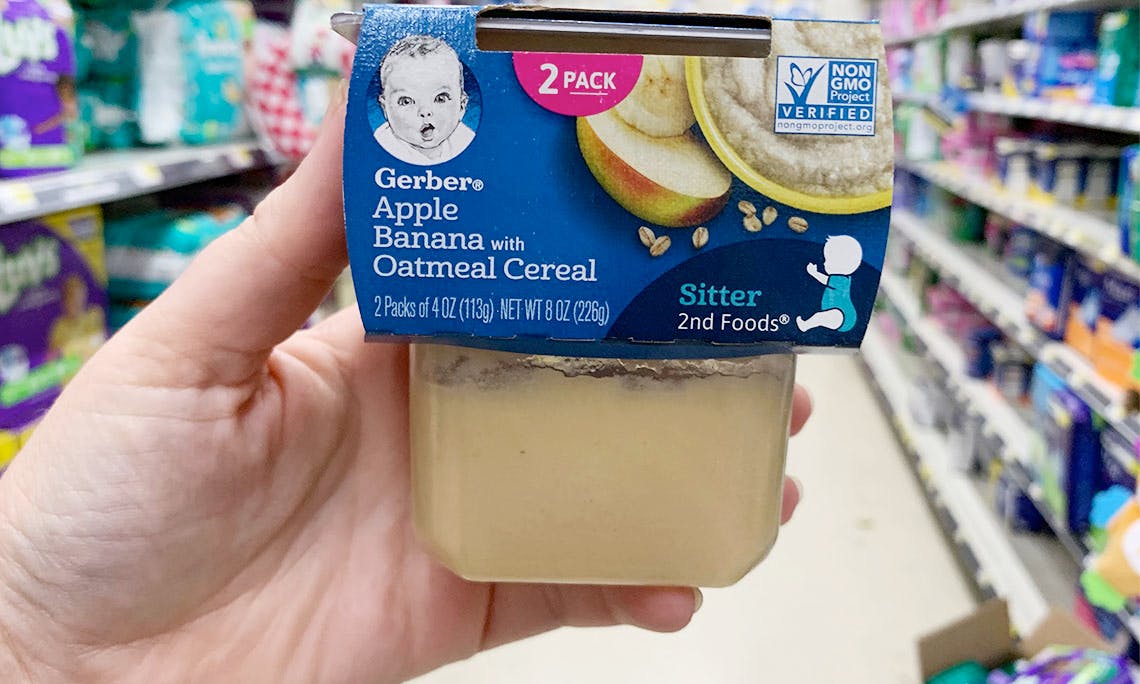 2 PACK
NON
GMO
Project
VERIFIED
nongmoproject.org
Gerber®
Apple
Banana with
Oatmeal Cereal
2 Packs of 4 OZ (113g) · NET WT 8 OZ (226g)
Sitter
2nd Foods®